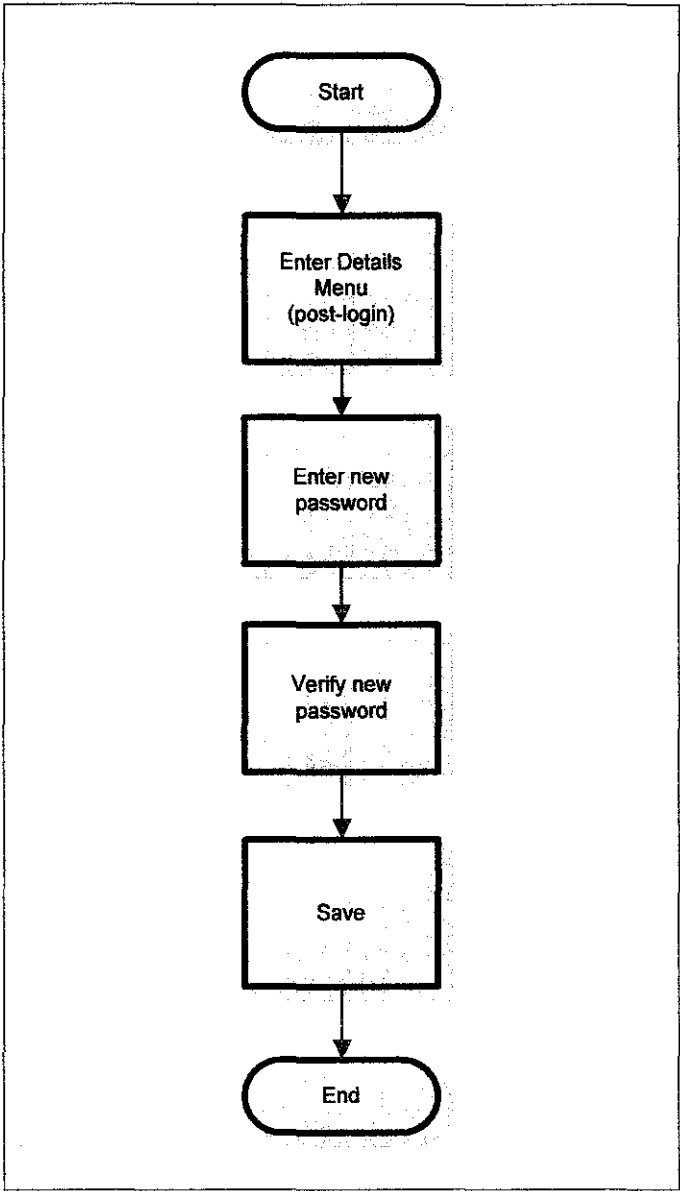 Start
Enter Details
Menu
(post-login)
Enter new
password
Verify new
password
Save
End